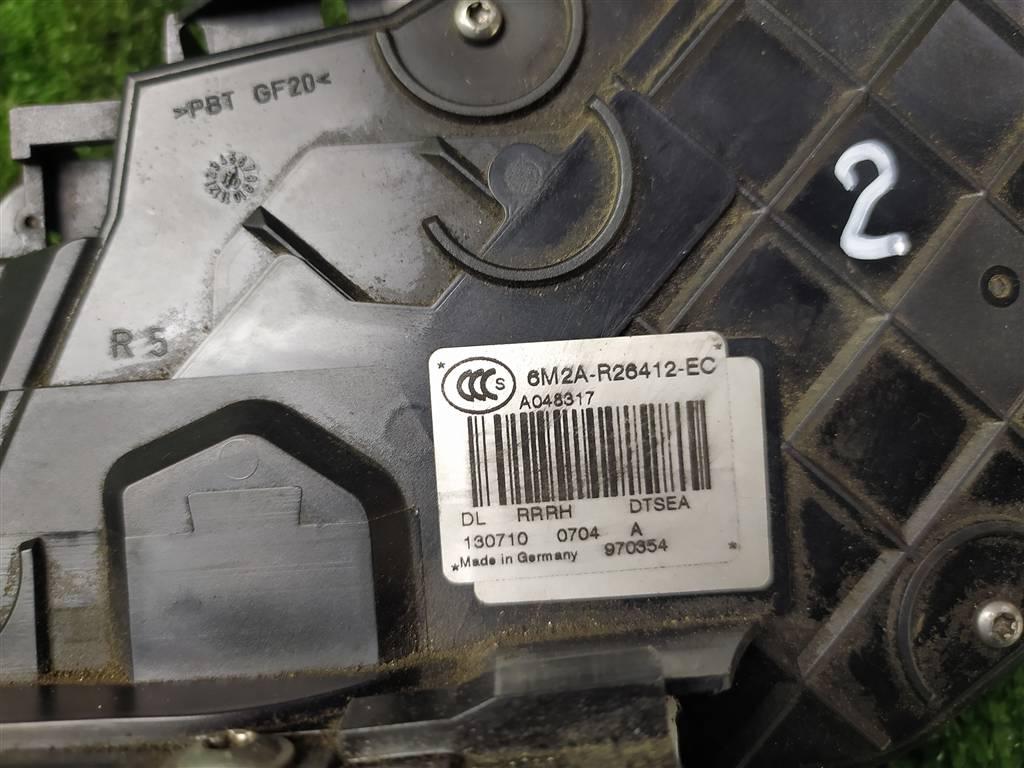 >PBT GF20<
2
R5
CCC S
6M2A-R26412-EC
A048317
DL RRRH DTSEA
130710 0704 A
*Made in Germany 970354